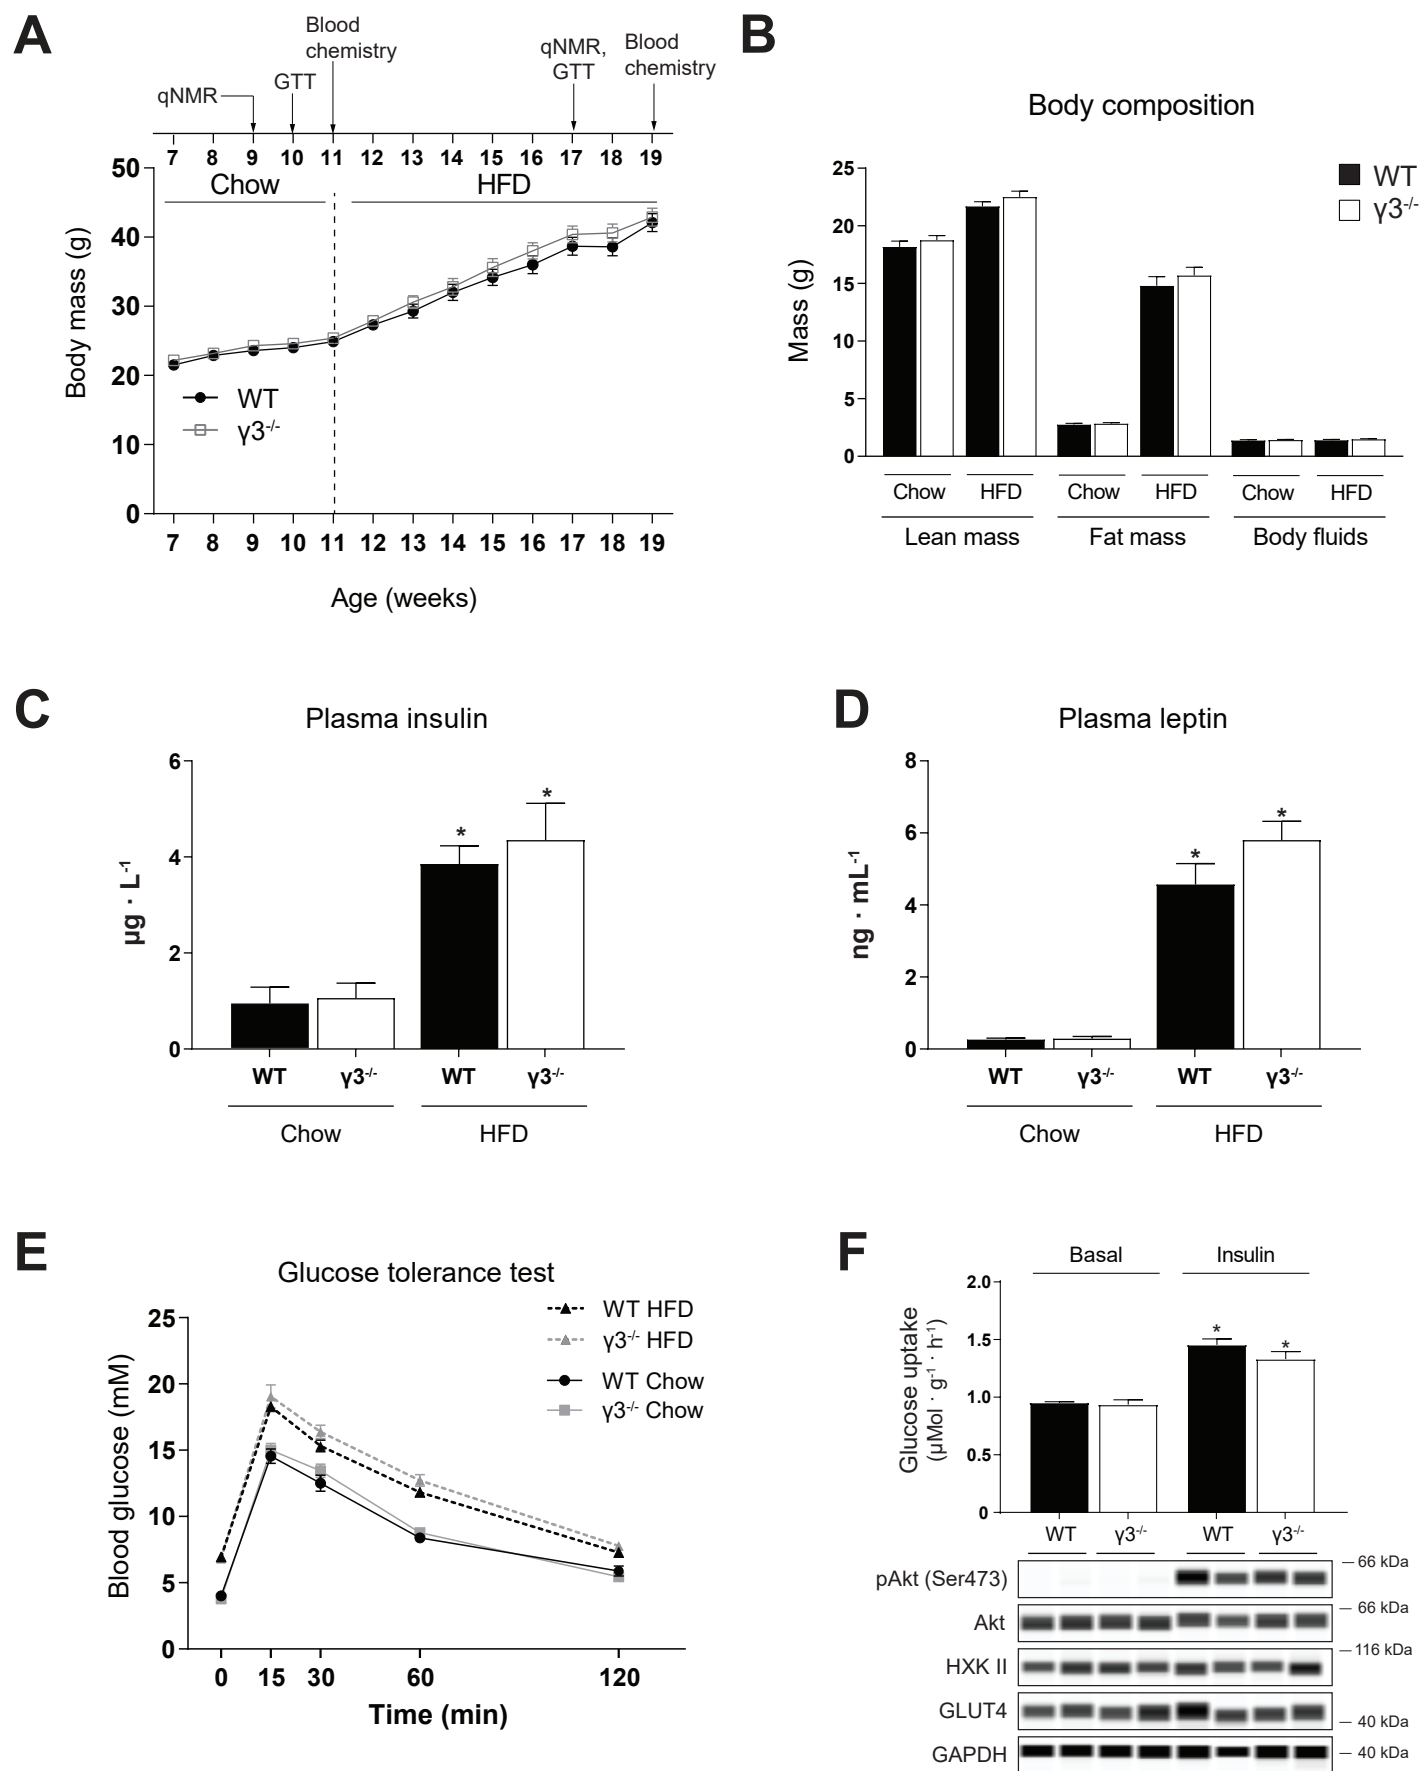 A
Blood
chemistry
qNMR
GTT
qNMR,
GTT
Blood
chemistry
7 8 9 10 11 12 13 14 15 16 17 18 19
Chow
HFD
50
40
30
20
10
0
Body mass (g)
WT
γ3-/-
7 8 9 10 11 12 13 14 15 16 17 18 19
Age (weeks)
B
Body composition
WT
γ3-/-
25
20
15
10
5
0
Mass (g)
Chow HFD Chow HFD Chow HFD
Lean mass Fat mass Body fluids
C
Plasma insulin
6
4
2
0
µg · L-1
* *
WT γ3-/- WT γ3-/-
Chow HFD
D
Plasma leptin
8
6
4
2
0
ng · mL-1
* *
WT γ3-/- WT γ3-/-
Chow HFD
E
Glucose tolerance test
WT HFD
γ3-/- HFD
WT Chow
γ3-/- Chow
25
20
15
10
5
0
Blood glucose (mM)
0 15 30 60 120
Time (min)
F
Basal Insulin
2.0
1.5
1.0
0.5
0
Glucose uptake
(µMol · g-1 · h-1)
* *
WT γ3-/- WT γ3-/-
pAkt (Ser473) 66 kDa
Akt 66 kDa
HXK II 116 kDa
GLUT4 40 kDa
GAPDH 40 kDa